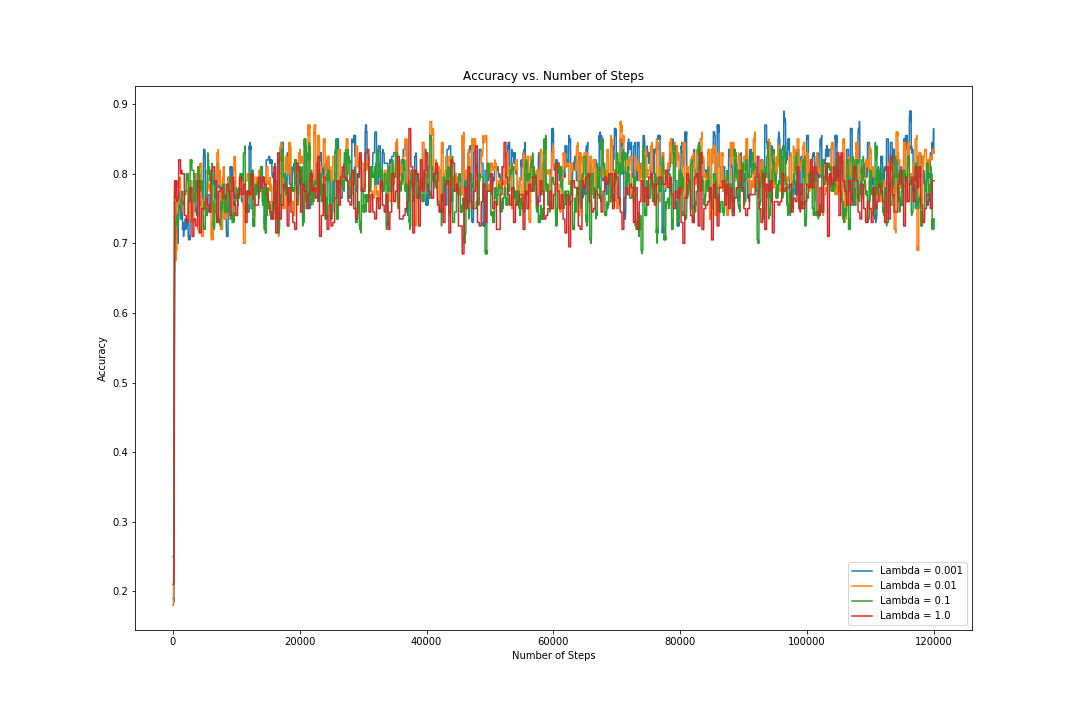 Accuracy vs. Number of Steps
0.9
0.8
0.7
0.6
0.5
0.4
0.3
0.2
Accuracy
0 20000 40000 60000 80000 100000 120000
Number of Steps
Lambda = 0.001
Lambda = 0.01
Lambda = 0.1
Lambda = 1.0